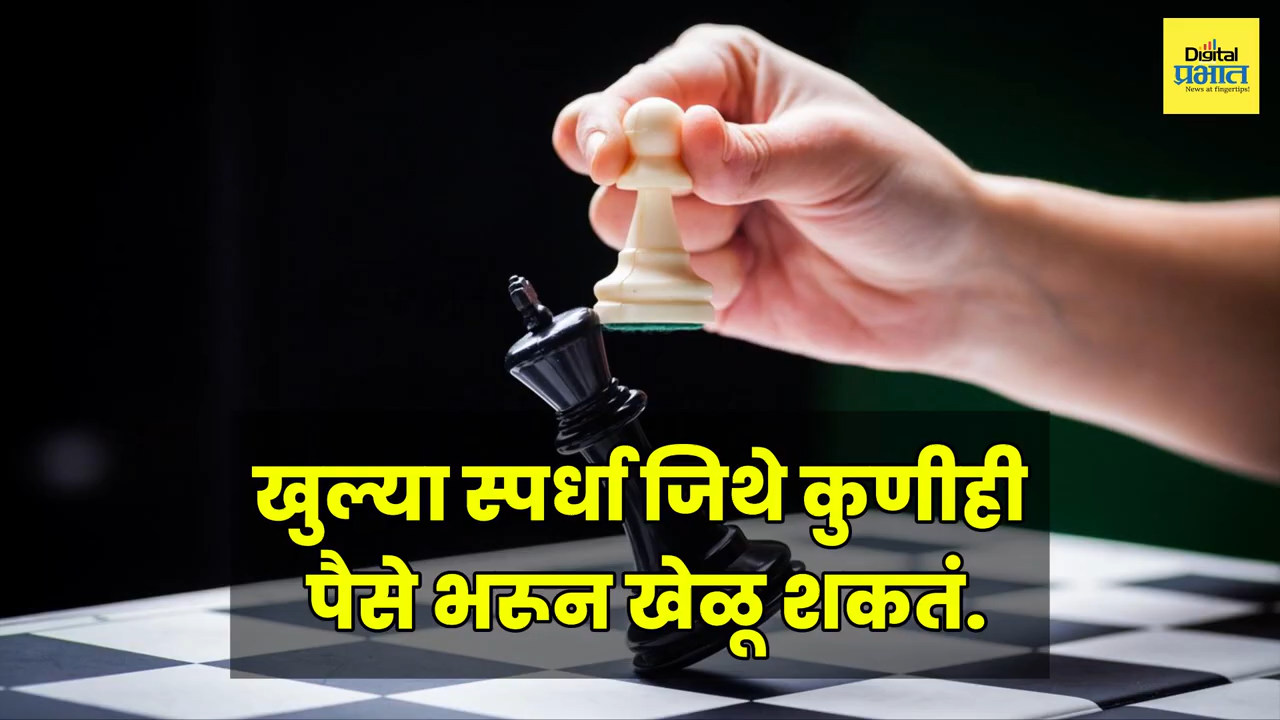 Digital
प्रभात
News at fingertips!
खुल्या स्पर्धा जिथे कुणीही
पैसे भरून खेळू शकतं.